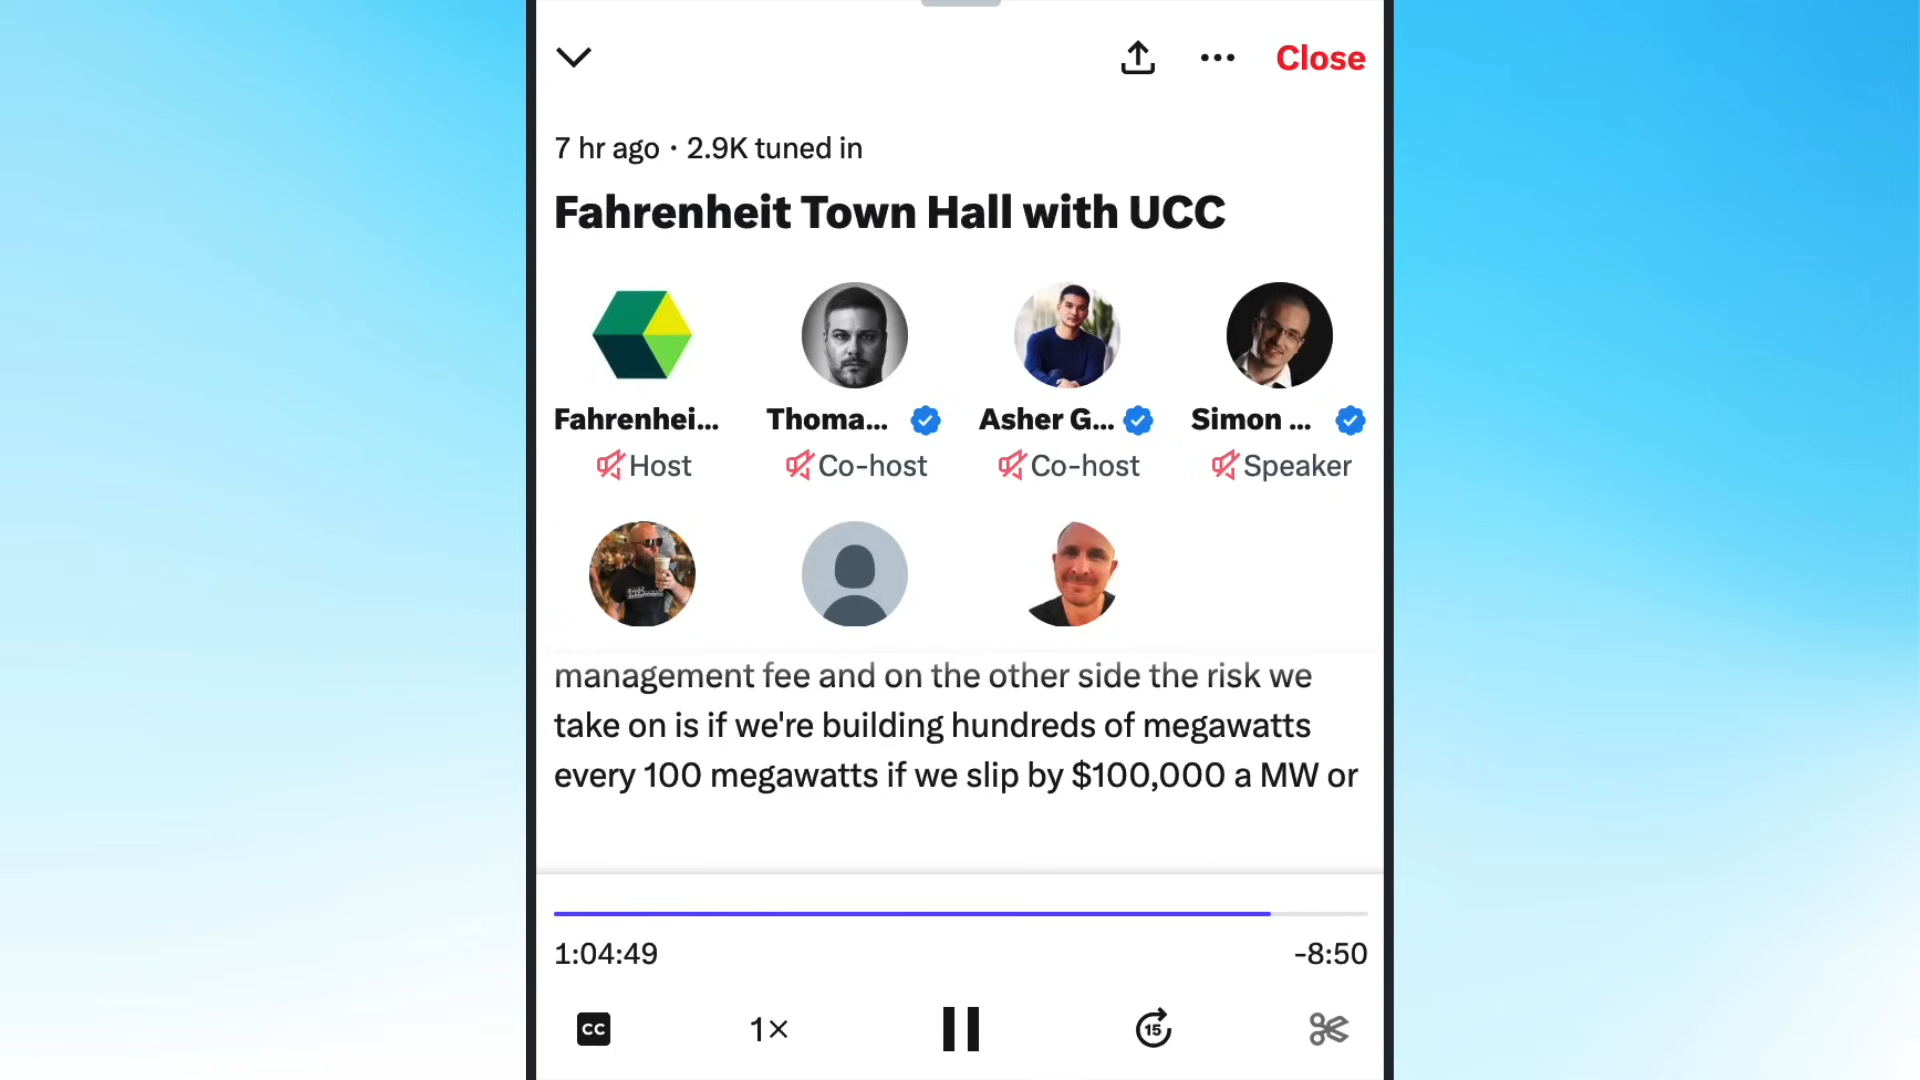 Close
7 hr ago · 2.9K tuned in
Fahrenheit Town Hall with UCC
Fahrenhei... Thoma... Asher G... Simon ...
Host Co-host Co-host Speaker
management fee and on the other side the risk we
take on is if we're building hundreds of megawatts
every 100 megawatts if we slip by $100,000 a MW or
1:04:49 -8:50
CC 1× 15